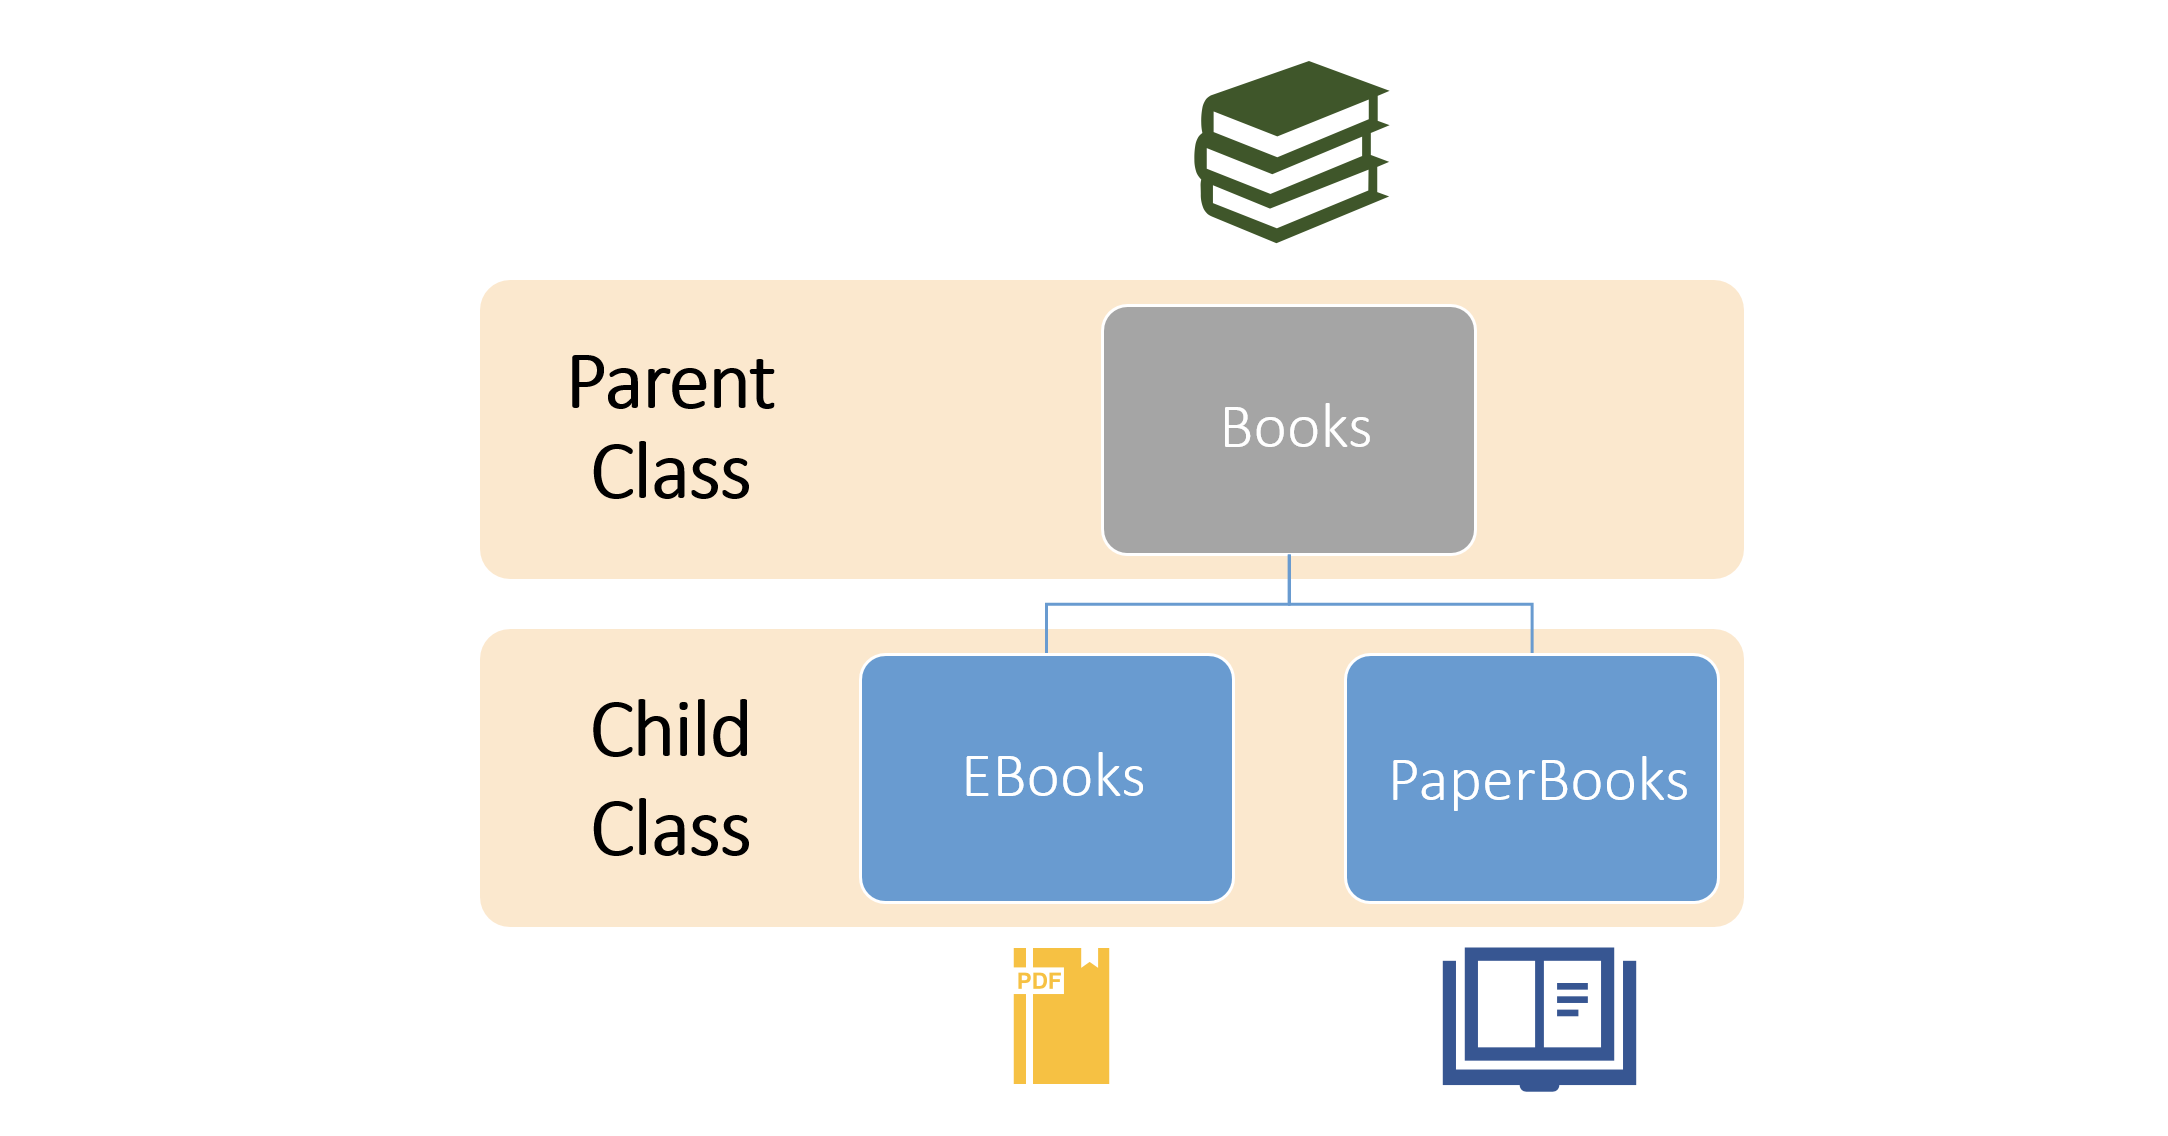 Parent
Class
Books
Child
Class
EBooks
PaperBooks
PDF